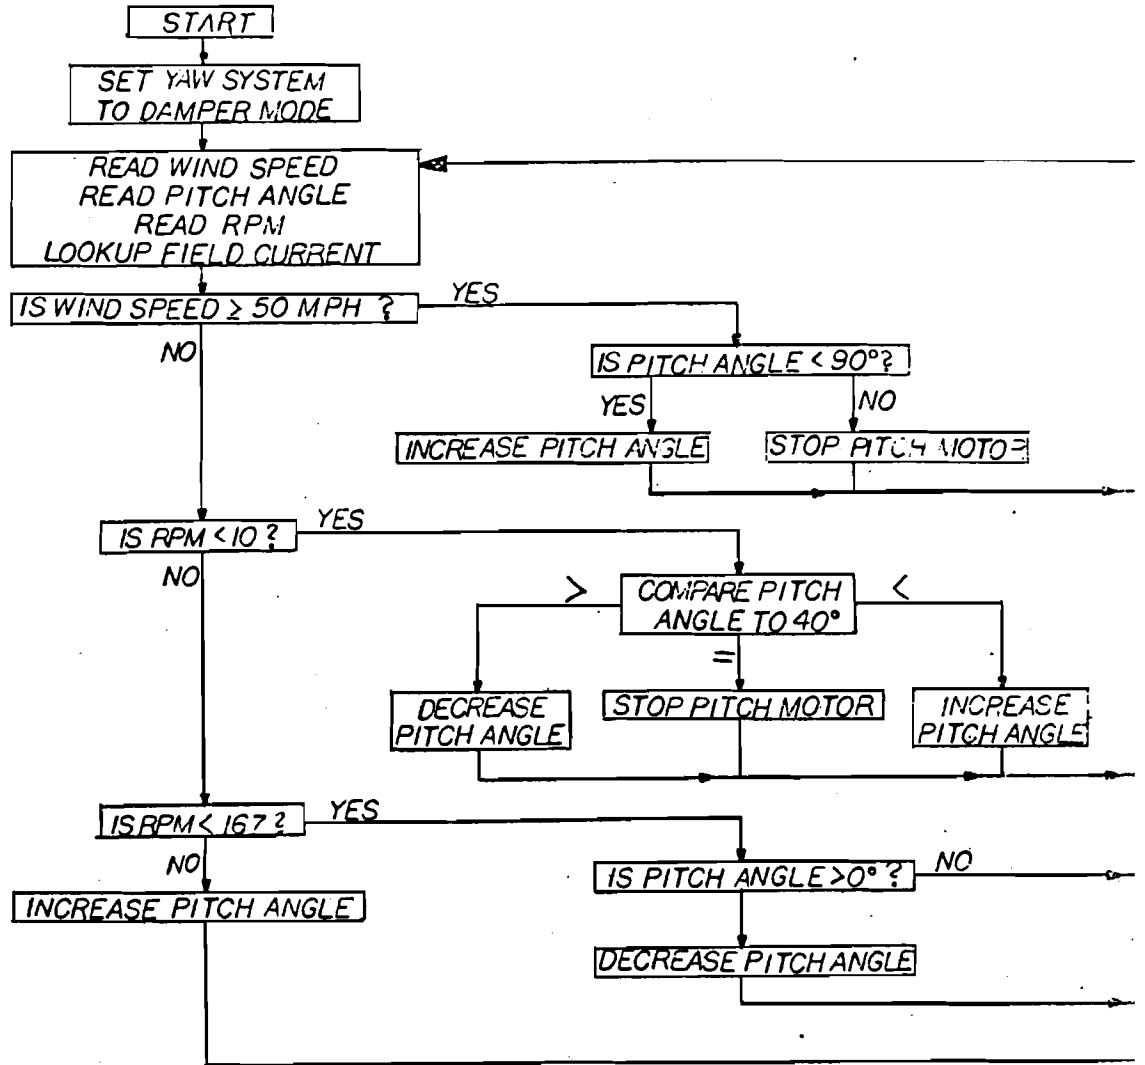 START
SET YAW SYSTEM
TO DAMPER MODE
READ WIND SPEED
READ PITCH ANGLE
READ RPM
LOOKUP FIELD CURRENT
IS WIND SPEED ≥ 50 MPH ?
YES
NO
IS PITCH ANGLE < 90°?
YES
NO
INCREASE PITCH ANGLE
STOP PITCH MOTOR
IS RPM < 10 ?
YES
NO
COMPARE PITCH
ANGLE TO 40°
>
<
=
DECREASE
PITCH ANGLE
STOP PITCH MOTOR
INCREASE
PITCH ANGLE
IS RPM < 167 ?
YES
NO
IS PITCH ANGLE >0° ?
NO
INCREASE PITCH ANGLE
DECREASE PITCH ANGLE